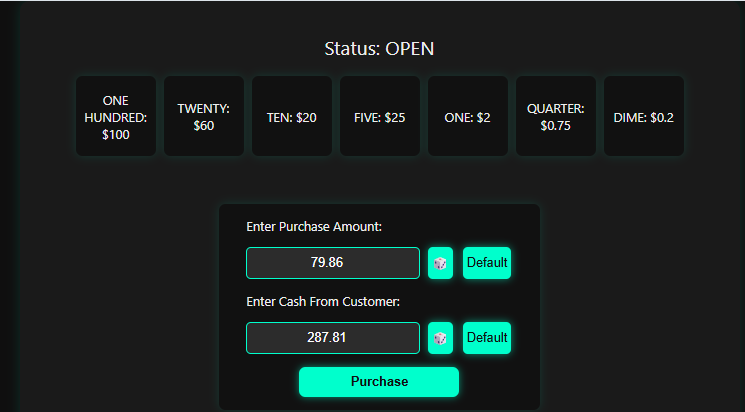 Status: OPEN
ONE
HUNDRED:
$100
TWENTY:
$60
TEN: $20
FIVE: $25
ONE: $2
QUARTER:
$0.75
DIME: $0.2
Enter Purchase Amount:
79.86
Default
Enter Cash From Customer:
287.81
Default
Purchase